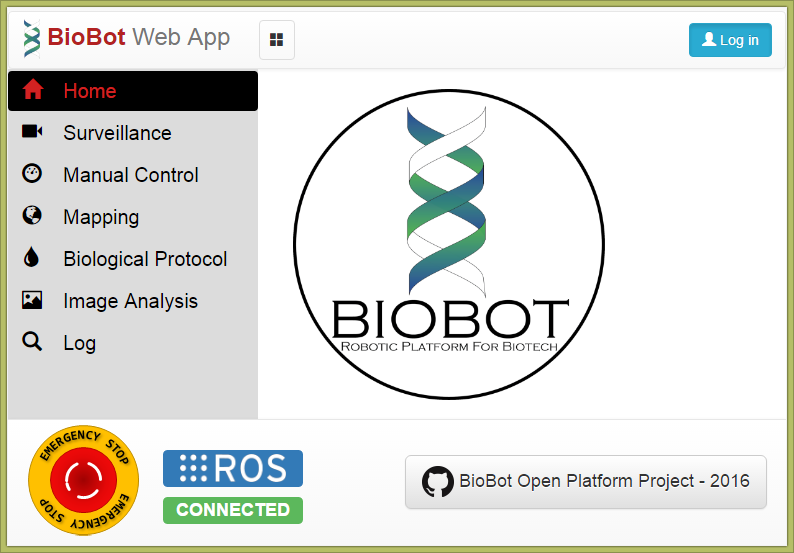 BioBot Web App
Log in
Home
Surveillance
Manual Control
Mapping
Biological Protocol
Image Analysis
Log
BIOBOT
ROBOTIC PLATFORM FOR BIOTECH
EMERGENCY STOP
EMERGENCY STOP
ROS
CONNECTED
BioBot Open Platform Project - 2016